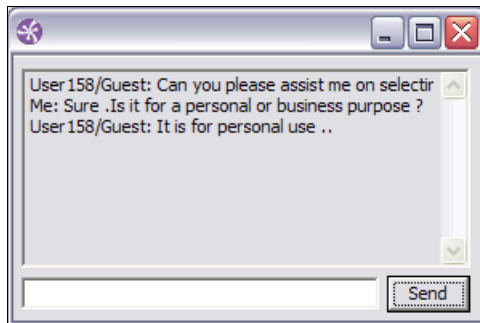 User158/Guest: Can you please assist me on
Me: Sure .Is it for a personal or business purpose ?
User158/Guest: It is for personal use ..
Send